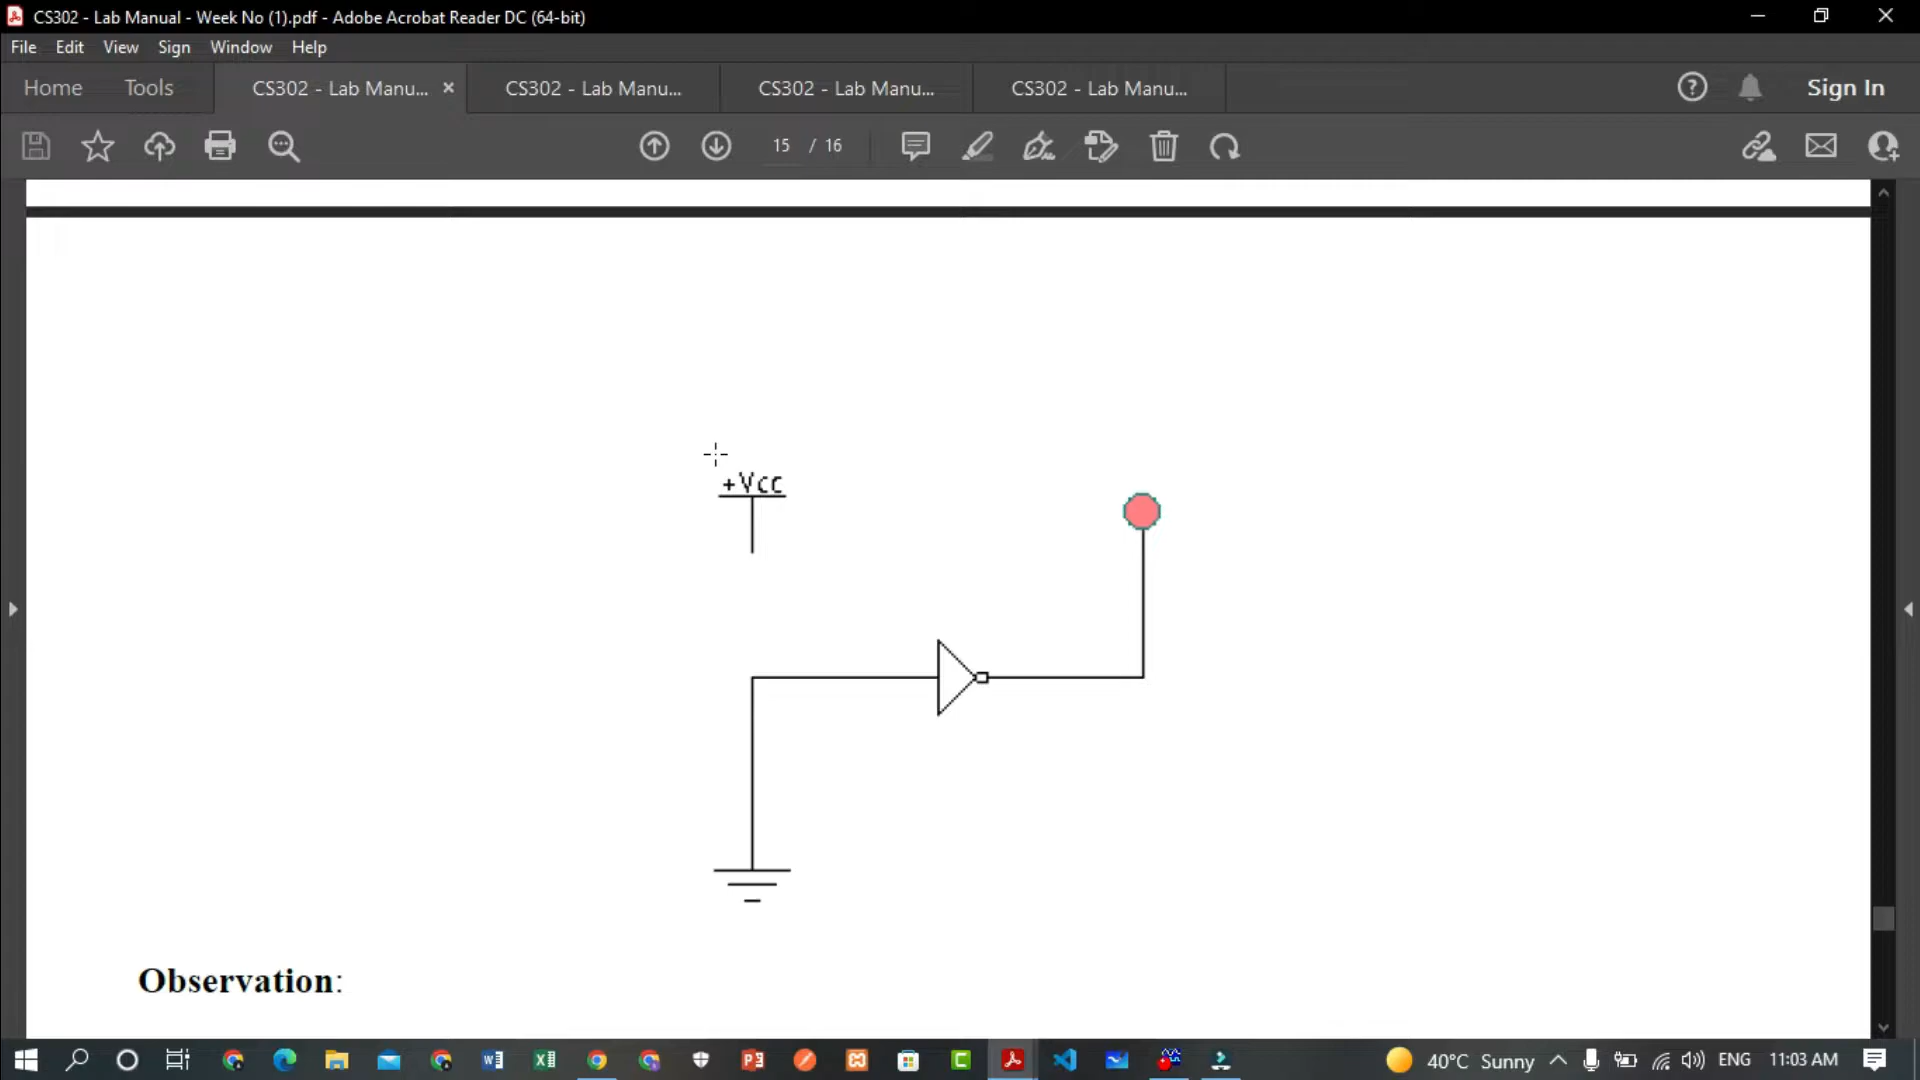 CS302 - Lab Manual - Week No (1).pdf - Adobe Acrobat Reader DC (64-bit)
File Edit View Sign Window Help
Home Tools CS302 - Lab Manu... × CS302 - Lab Manu... CS302 - Lab Manu... CS302 - Lab Manu... Sign In
15 / 16
+Vcc
Observation:
40°C Sunny ENG 11:03 AM